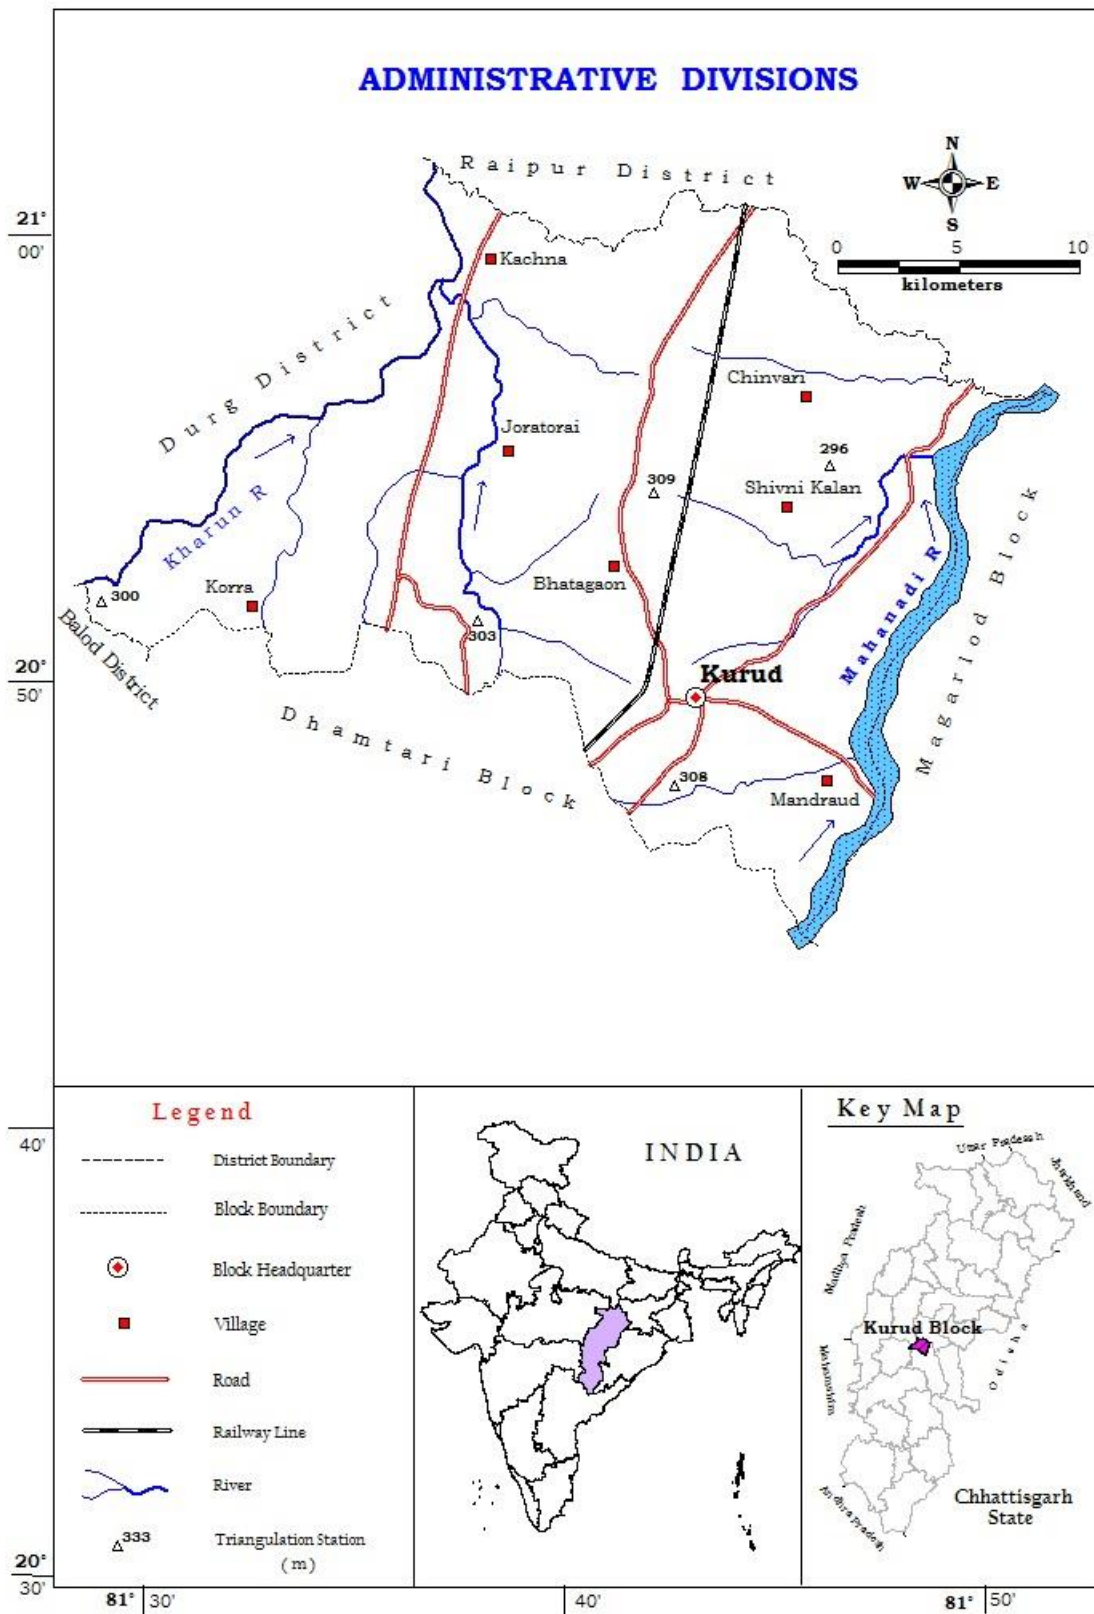 ADMINISTRATIVE DIVISIONS
Raipur District
N
W E
S
21°
00'
0 5 10
kilometers
Kachna
Durg District
Chinvari
Joratorai
296
309
Shivni Kalan
Kharun R
Bhatagaon
Mahanadi R
Magarlod Block
300
Korra
303
Balod District
20°
50'
Kurud
Dhamtari Block
308
Mandraud
Legend
District Boundary
Block Boundary
Block Headquarter
Village
Road
Railway Line
River
333
Triangulation Station
(m)
INDIA
Key Map
Uttar Pradesh
Jharkhand
Madhya Pradesh
Kurud Block
Odisha
Maharashtra
Andhra Pradesh
Chhattisgarh
State
40'
20°
30'
81° 30'
40'
81° 50'